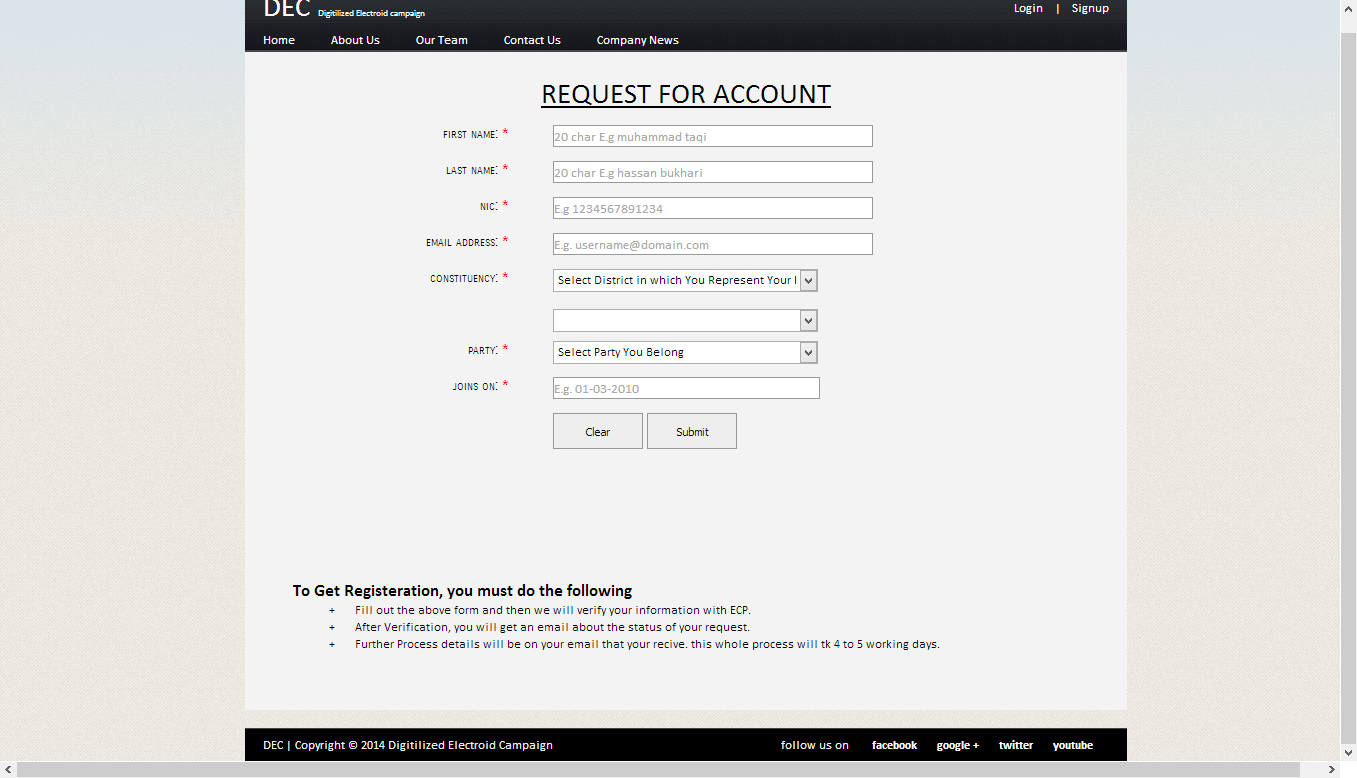 DEC Digitilized Electroid campaign
Login | Signup
Home About Us Our Team Contact Us Company News
REQUEST FOR ACCOUNT
FIRST NAME: * 20 char E.g muhammad taqi
LAST NAME: * 20 char E.g hassan bukhari
NIC: * E.g 1234567891234
EMAIL ADDRESS: * E.g. username@domain.com
CONSTITUENCY: * Select District in which You Represent Your
PARTY: * Select Party You Belong
JOINS ON: * E.g. 01-03-2010
Clear Submit
To Get Registeration, you must do the following
+ Fill out the above form and then we will verify your information with ECP.
+ After Verification, you will get an email about the status of your request.
+ Further Process details will be on your email that your recive. this whole process will tk 4 to 5 working days.
DEC | Copyright © 2014 Digitilized Electroid Campaign
follow us on facebook google + twitter youtube